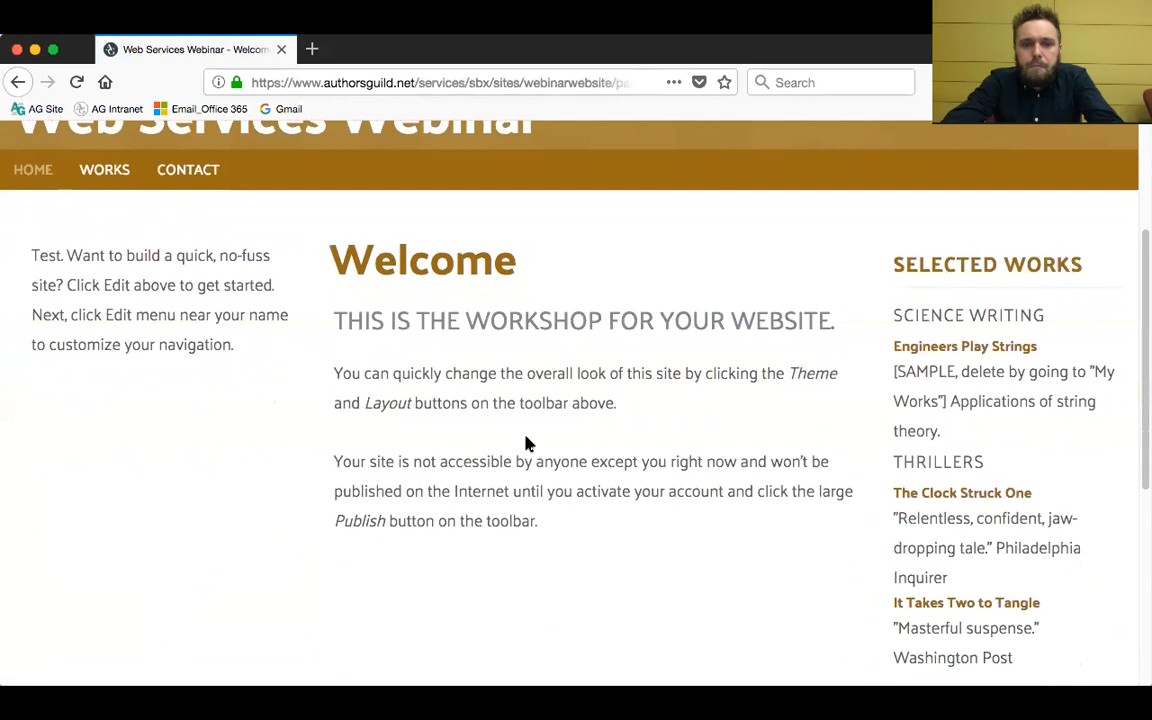 Web Services Webinar - Welcom
https://www.authorsguild.net/services/sbx/sites/webinarwebsite/pa
Search
AG Site
AG Intranet
Email_Office 365
Gmail
Web Services Webinar
HOME
WORKS
CONTACT
Test. Want to build a quick, no-fuss
site? Click Edit above to get started.
Next, click Edit menu near your name
to customize your navigation.
Welcome
THIS IS THE WORKSHOP FOR YOUR WEBSITE.
You can quickly change the overall look of this site by clicking the Theme
and Layout buttons on the toolbar above.
Your site is not accessible by anyone except you right now and won't be
published on the Internet until you activate your account and click the large
Publish button on the toolbar.
SELECTED WORKS
SCIENCE WRITING
Engineers Play Strings
[SAMPLE, delete by going to "My
Works"] Applications of string
theory.
THRILLERS
The Clock Struck One
"Relentless, confident, jaw-
dropping tale." Philadelphia
Inquirer
It Takes Two to Tangle
"Masterful suspense."
Washington Post